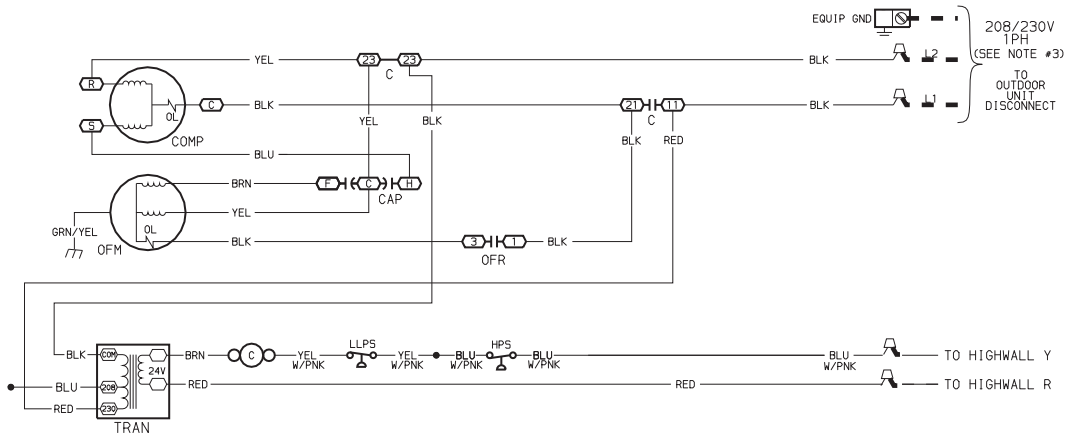 EQUIP GND
208/230V
1PH
(SEE NOTE #3)
TO
OUTDOOR
UNIT
DISCONNECT
YEL
23
23
C
BLK
L2
R
C
BLK
21
11
C
BLK
L1
OL
S
COMP
YEL
BLK
BLK
RED
BLU
BRN
F
C
H
CAP
YEL
GRN/YEL
OL
OFM
BLK
3
1
BLK
OFR
BLK
COM
BRN
C
YEL
W/PNK
LLPS
YEL
W/PNK
BLU
W/PNK
HPS
BLU
W/PNK
BLU
W/PNK
TO HIGHWALL Y
24V
BLU
208
RED
RED
TO HIGHWALL R
RED
230
TRAN